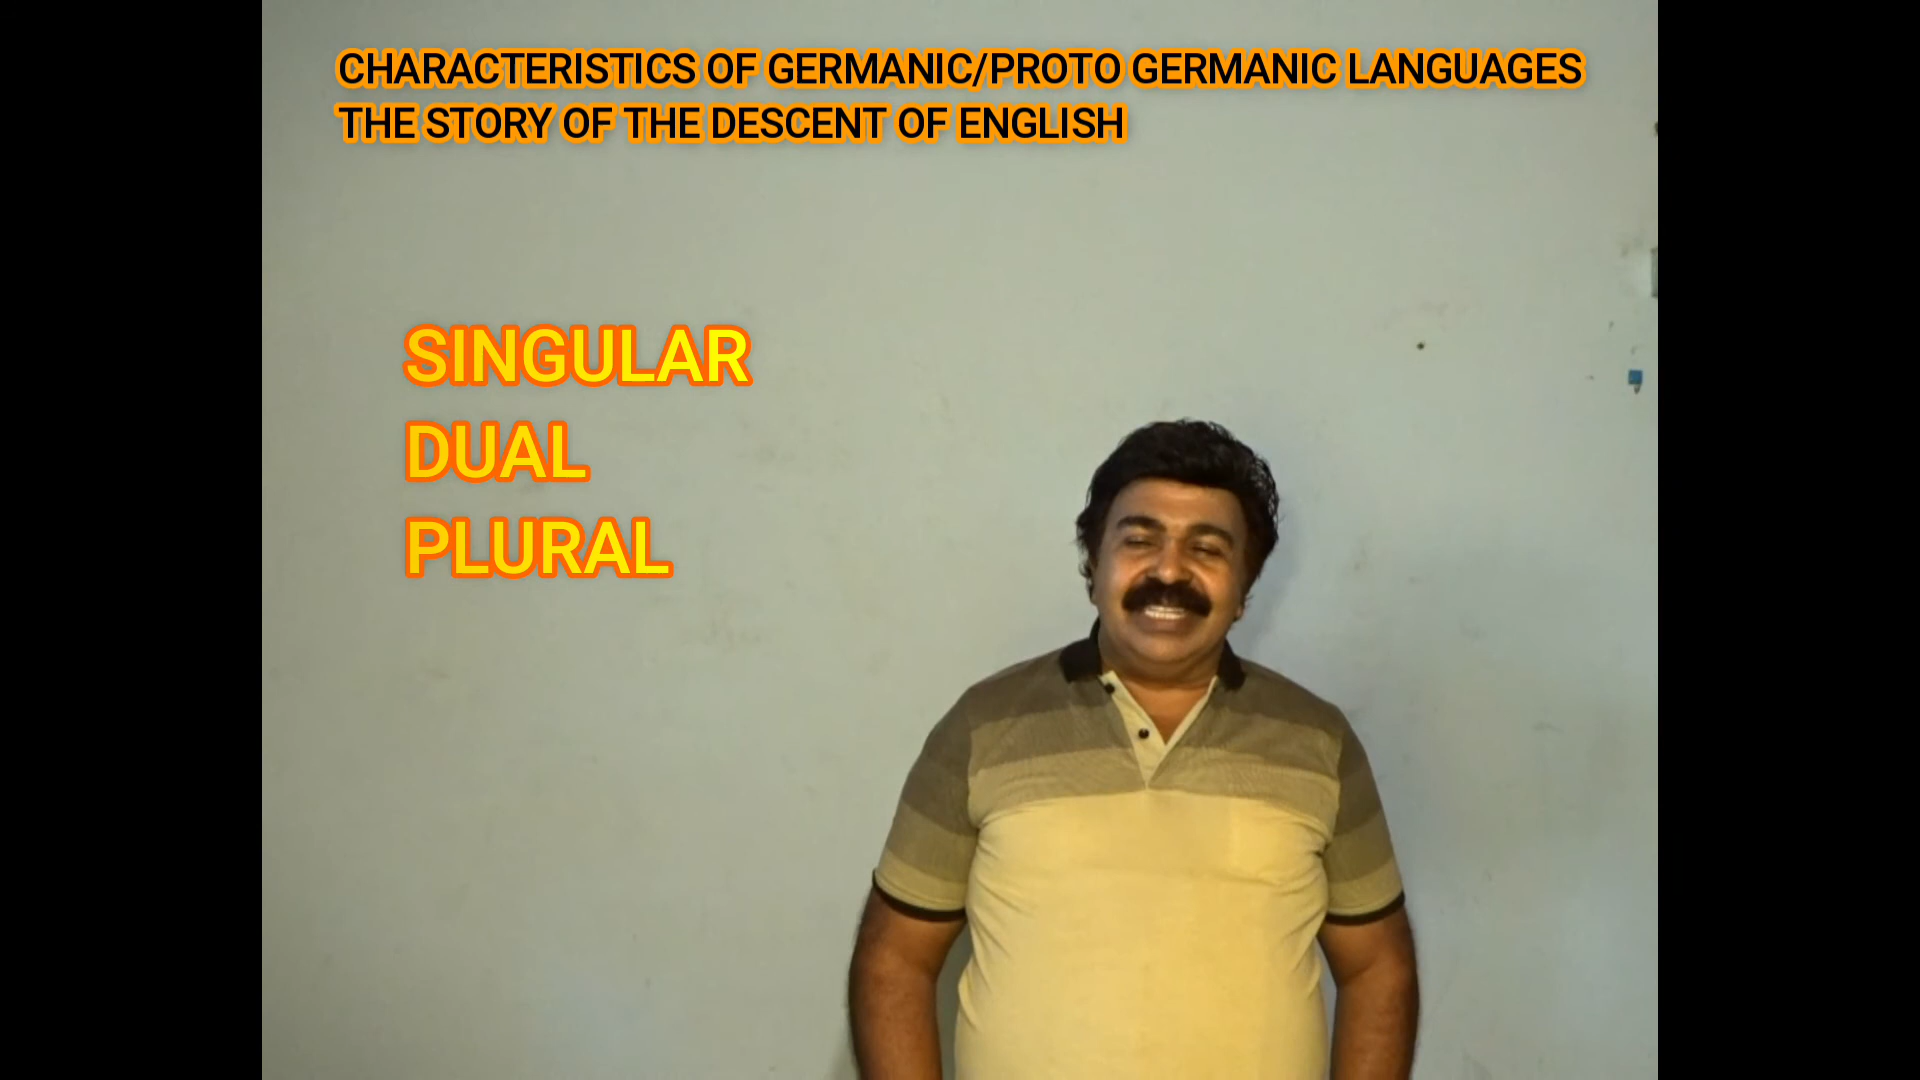 CHARACTERISTICS OF GERMANIC/PROTO GERMANIC LANGUAGES
THE STORY OF THE DESCENT OF ENGLISH
SINGULAR
DUAL
PLURAL